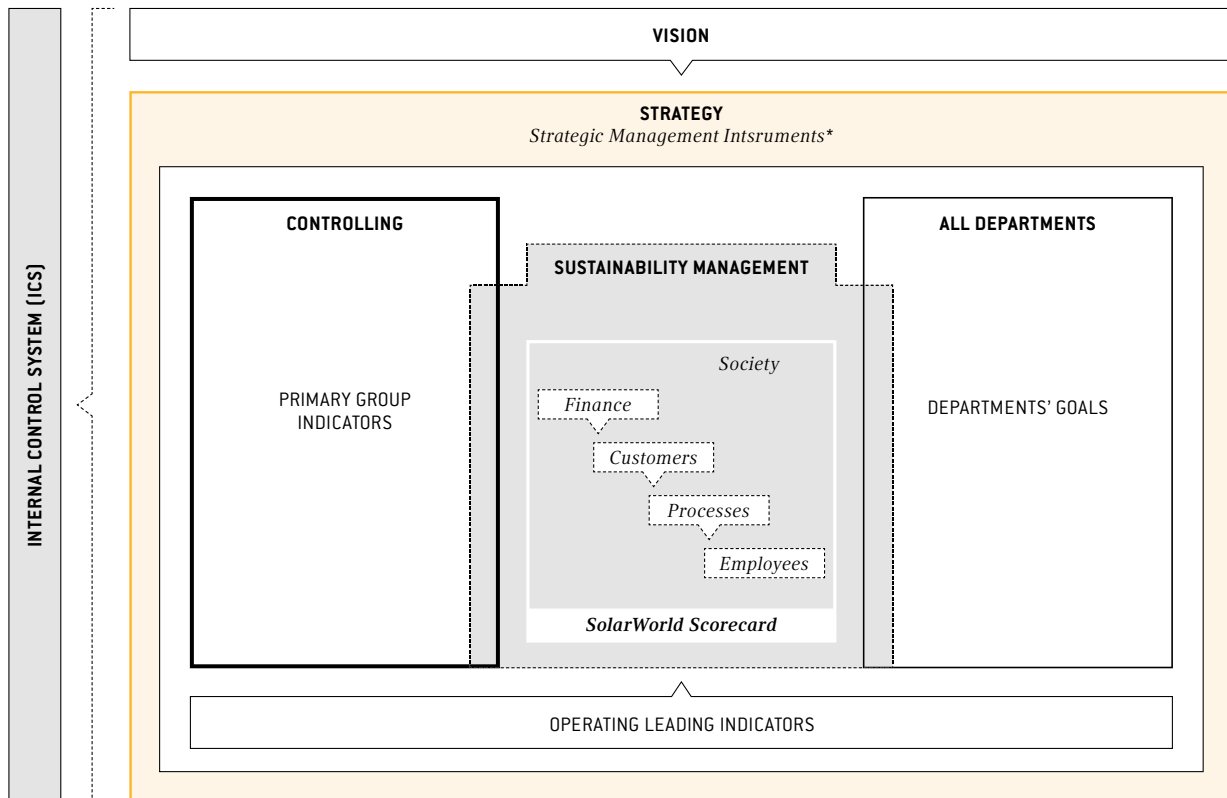 INTERNAL CONTROL SYSTEM (ICS)
VISION
STRATEGY
Strategic Management Intsruments*
CONTROLLING
PRIMARY GROUP
INDICATORS
SUSTAINABILITY MANAGEMENT
Society
Finance
Customers
Processes
Employees
SolarWorld Scorecard
ALL DEPARTMENTS
DEPARTMENTS’ GOALS
OPERATING LEADING INDICATORS